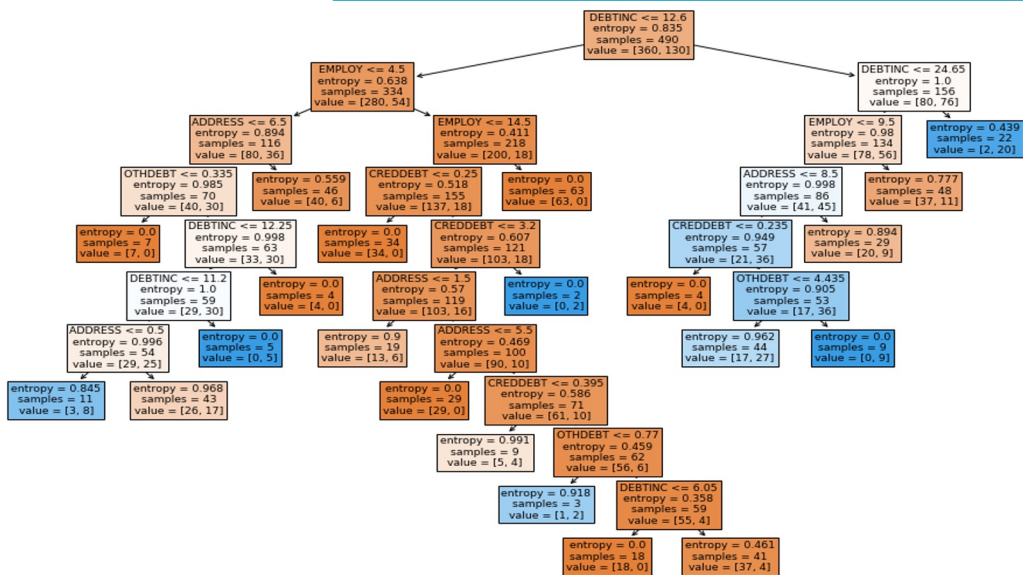 DEBTINC <= 12.6
entropy = 0.835
samples = 490
value = [360, 130]
EMPLOY <= 4.5
entropy = 0.638
samples = 334
value = [280, 54]
DEBTINC <= 24.65
entropy = 1.0
samples = 156
value = [80, 76]
ADDRESS <= 6.5
entropy = 0.894
samples = 116
value = [80, 36]
EMPLOY <= 14.5
entropy = 0.411
samples = 218
value = [200, 18]
EMPLOY <= 9.5
entropy = 0.98
samples = 134
value = [78, 56]
entropy = 0.439
samples = 22
value = [2, 20]
OTHDEBT <= 0.335
entropy = 0.985
samples = 70
value = [40, 30]
entropy = 0.559
samples = 46
value = [40, 6]
CREDDEBT <= 0.25
entropy = 0.518
samples = 155
value = [137, 18]
entropy = 0.0
samples = 63
value = [63, 0]
ADDRESS <= 8.5
entropy = 0.998
samples = 86
value = [41, 45]
entropy = 0.777
samples = 48
value = [37, 11]
entropy = 0.0
samples = 7
value = [7, 0]
DEBTINC <= 12.25
entropy = 0.998
samples = 63
value = [33, 30]
entropy = 0.0
samples = 34
value = [34, 0]
CREDDEBT <= 3.2
entropy = 0.607
samples = 121
value = [103, 18]
CREDDEBT <= 0.235
entropy = 0.949
samples = 57
value = [21, 36]
entropy = 0.894
samples = 29
value = [20, 9]
DEBTINC <= 11.2
entropy = 1.0
samples = 59
value = [29, 30]
entropy = 0.0
samples = 4
value = [4, 0]
ADDRESS <= 1.5
entropy = 0.57
samples = 119
value = [103, 16]
entropy = 0.0
samples = 2
value = [0, 2]
entropy = 0.0
samples = 4
value = [4, 0]
OTHDEBT <= 4.435
entropy = 0.905
samples = 53
value = [17, 36]
ADDRESS <= 0.5
entropy = 0.996
samples = 54
value = [29, 25]
entropy = 0.0
samples = 5
value = [0, 5]
entropy = 0.9
samples = 19
value = [13, 6]
ADDRESS <= 5.5
entropy = 0.469
samples = 100
value = [90, 10]
entropy = 0.962
samples = 44
value = [17, 27]
entropy = 0.0
samples = 9
value = [0, 9]
entropy = 0.845
samples = 11
value = [3, 8]
entropy = 0.968
samples = 43
value = [26, 17]
entropy = 0.0
samples = 29
value = [29, 0]
CREDDEBT <= 0.395
entropy = 0.586
samples = 71
value = [61, 10]
entropy = 0.991
samples = 9
value = [5, 4]
OTHDEBT <= 0.77
entropy = 0.459
samples = 62
value = [56, 6]
entropy = 0.918
samples = 3
value = [1, 2]
DEBTINC <= 6.05
entropy = 0.358
samples = 59
value = [55, 4]
entropy = 0.0
samples = 18
value = [18, 0]
entropy = 0.461
samples = 41
value = [37, 4]